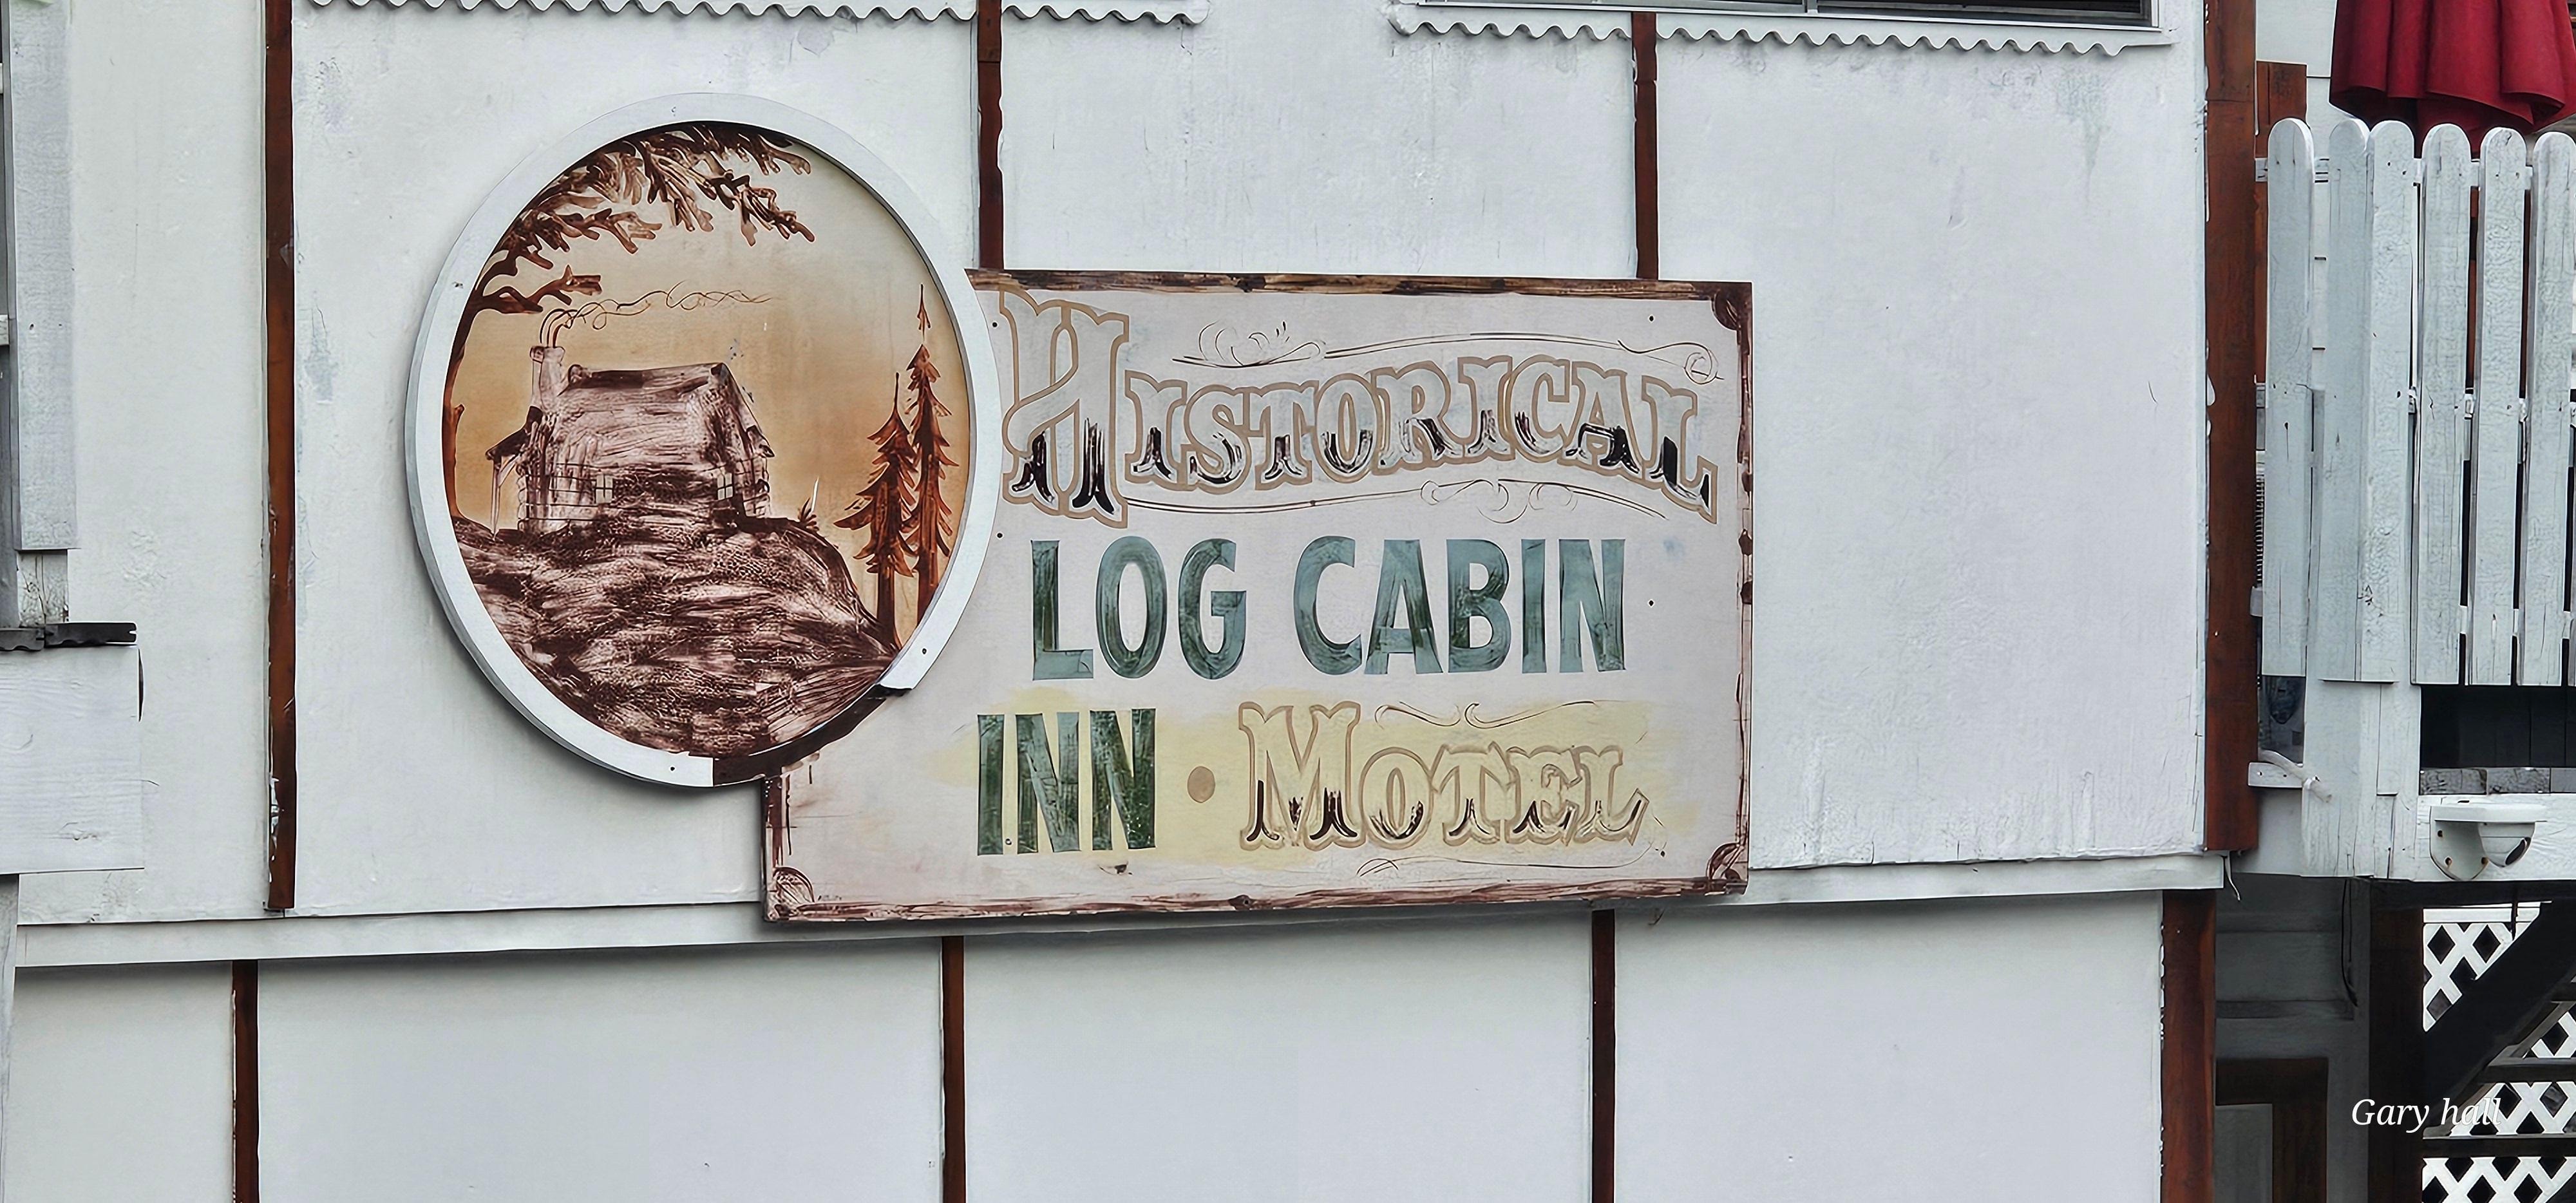 HISTORICAL
LOG CABIN
INN • MOTEL
Gary hall